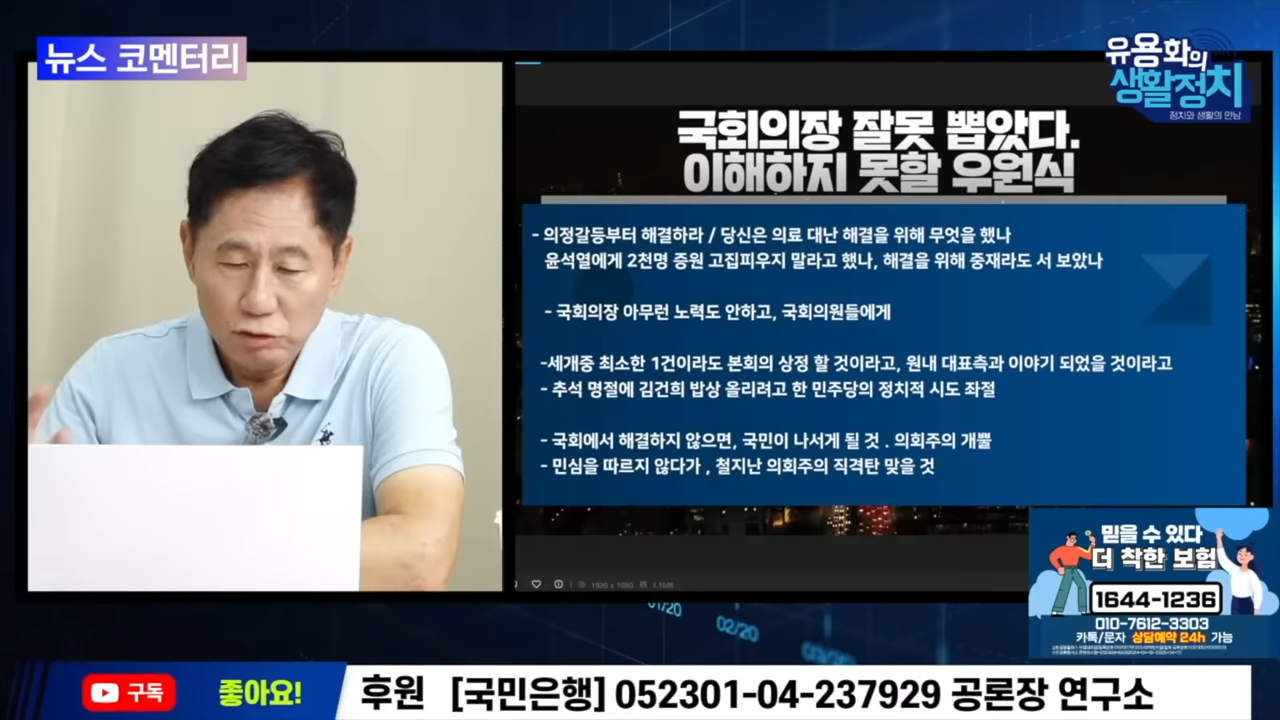 뉴스 코멘터리
유용화의
생활정치
정치와 생활의 만남
국회의장 잘못 뽑았다.
이해하지 못할 우원식
- 의정갈등부터 해결하라 / 당신은 의료 대난 해결을 위해 무엇을 했나
윤석열에게 2천명 증원 고집피우지 말라고 했나, 해결을 위해 중재라도 서 보았나
- 국회의장 아무런 노력도 안하고, 국회의원들에게
-세개중 최소한 1건이라도 본회의 상정 할 것이라고, 원내 대표측과 이야기 되었을 것이라고
- 추석 명절에 김건희 밥상 올리려고 한 민주당의 정치적 시도 좌절
- 국회에서 해결하지 않으면, 국민이 나서게 될 것 . 의회주의 개뿔
- 민심을 따르지 않다가 , 철지난 의회주의 직격탄 맞을 것
1920 x 1080
1.1MB
믿을 수 있다
더 착한 보험
1644-1236
010-7612-3303
카톡/문자 상담예약 24h 가능
01/20
02/20
구독
좋아요!
후원 [국민은행] 052301-04-237929 공론장 연구소